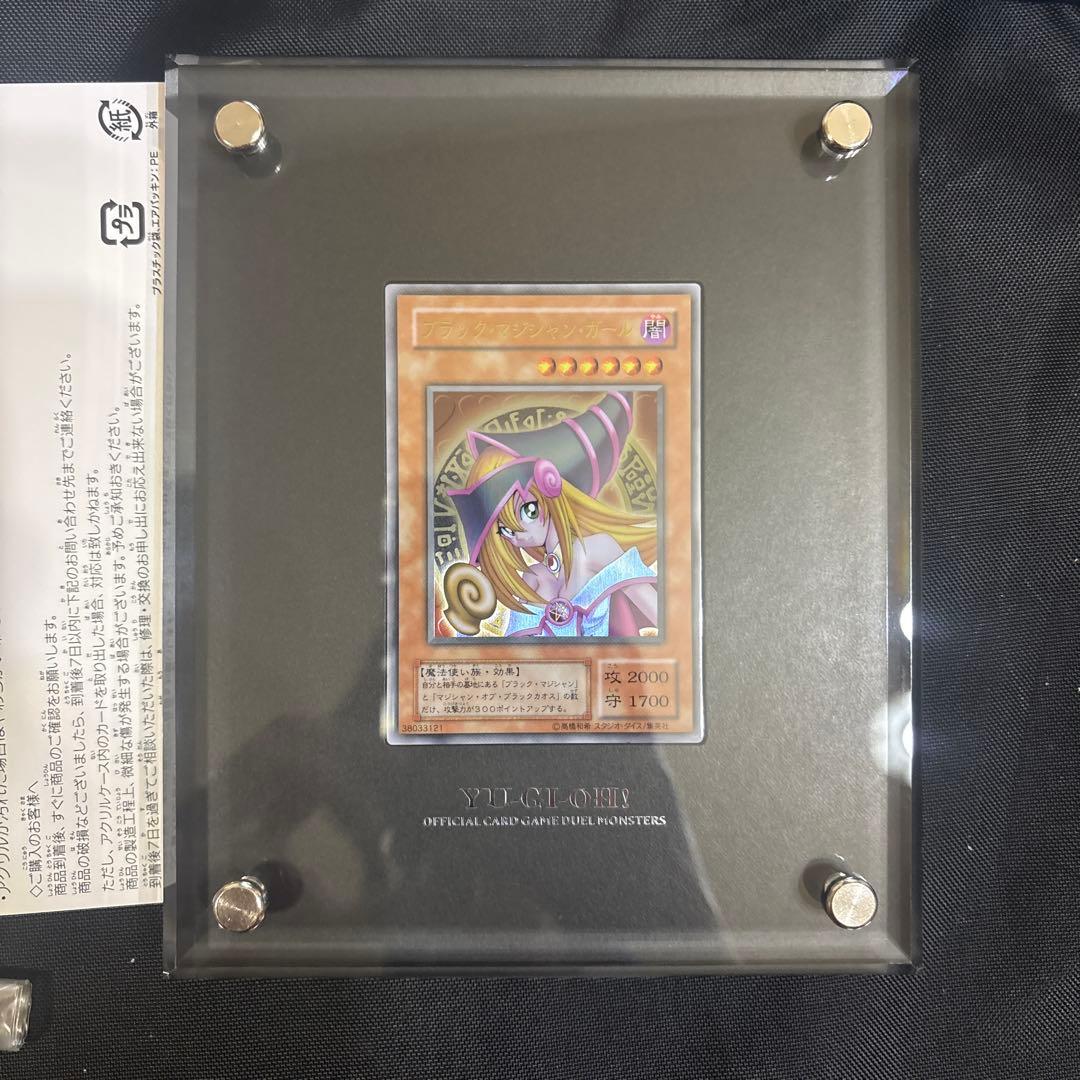 ブラック・マジシャン・ガール
闇
やみ
【魔法使い族・効果】
自分と相手の墓地にある「ブラック・マジシャン」
と「マジシャン・オブ・ブラックカオス」の数
だけ、攻撃力が300ポイントアップする。
攻 2000
守 1700
38033121
©高橋和希 スタジオ・ダイス/集英社
YU-GI-OH!
OFFICIAL CARD GAME DUEL MONSTERS
◇ご購入のお客様へ
商品到着後、すぐに商品のご確認をお願いします。
商品の破損などございましたら、到着後7日以内に下記のお問い合わせ先までご連絡ください。
ただし、アクリルケース内のカードを取り出した場合、対応は致しかねます。
商品の製造工程上、微細な傷が発生する場合がございます。予めご承知おきください。
到着後7日を過ぎてご相談いただいた際は、修理・交換のお申し出にお応え出来ない場合がございます。
プラ
プラスチック袋、エアパッキン:PE
紙
外箱